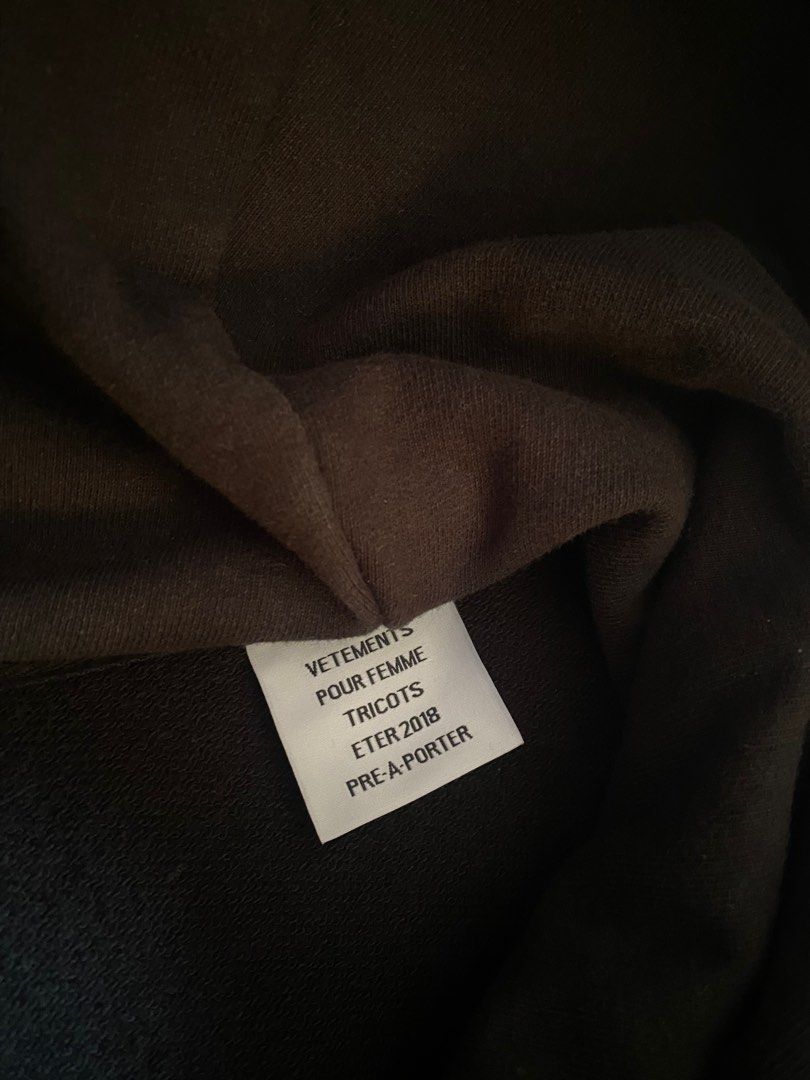 VETEMENTS
POUR FEMME
TRICOTS
ETER 2018
PRE-A-PORTER